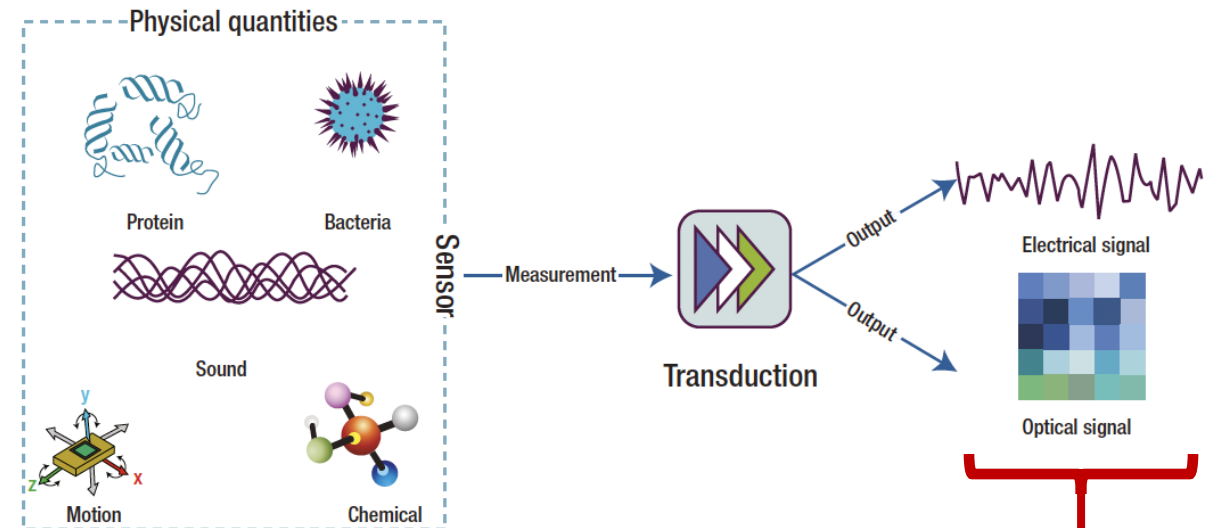 Physical quantities
Protein
Bacteria
Sound
y
x
z
Motion
Chemical
Sensor
Measurement
Transduction
Output
Output
Electrical signal
Optical signal